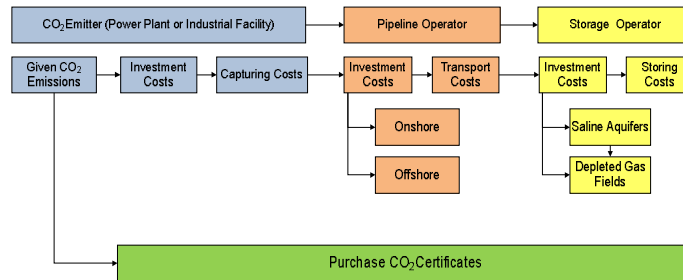 CO2 Emitter (Power Plant or Industrial Facility)
Pipeline Operator
Storage Operator
Given CO2
Emissions
Investment
Costs
Capturing Costs
Investment
Costs
Transport
Costs
Investment
Costs
Storing
Costs
Onshore
Saline Aquifers
Offshore
Depleted Gas
Fields
Purchase CO2 Certificates